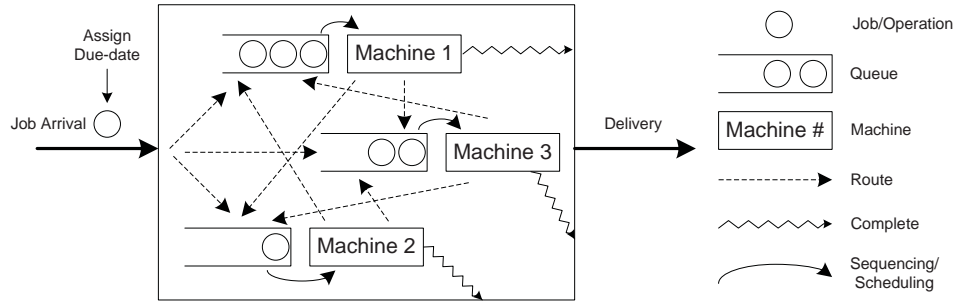 Assign
Due-date
Job Arrival
Machine 1
Machine 3
Machine 2
Delivery
Job/Operation
Queue
Machine #
Machine
Route
Complete
Sequencing/
Scheduling